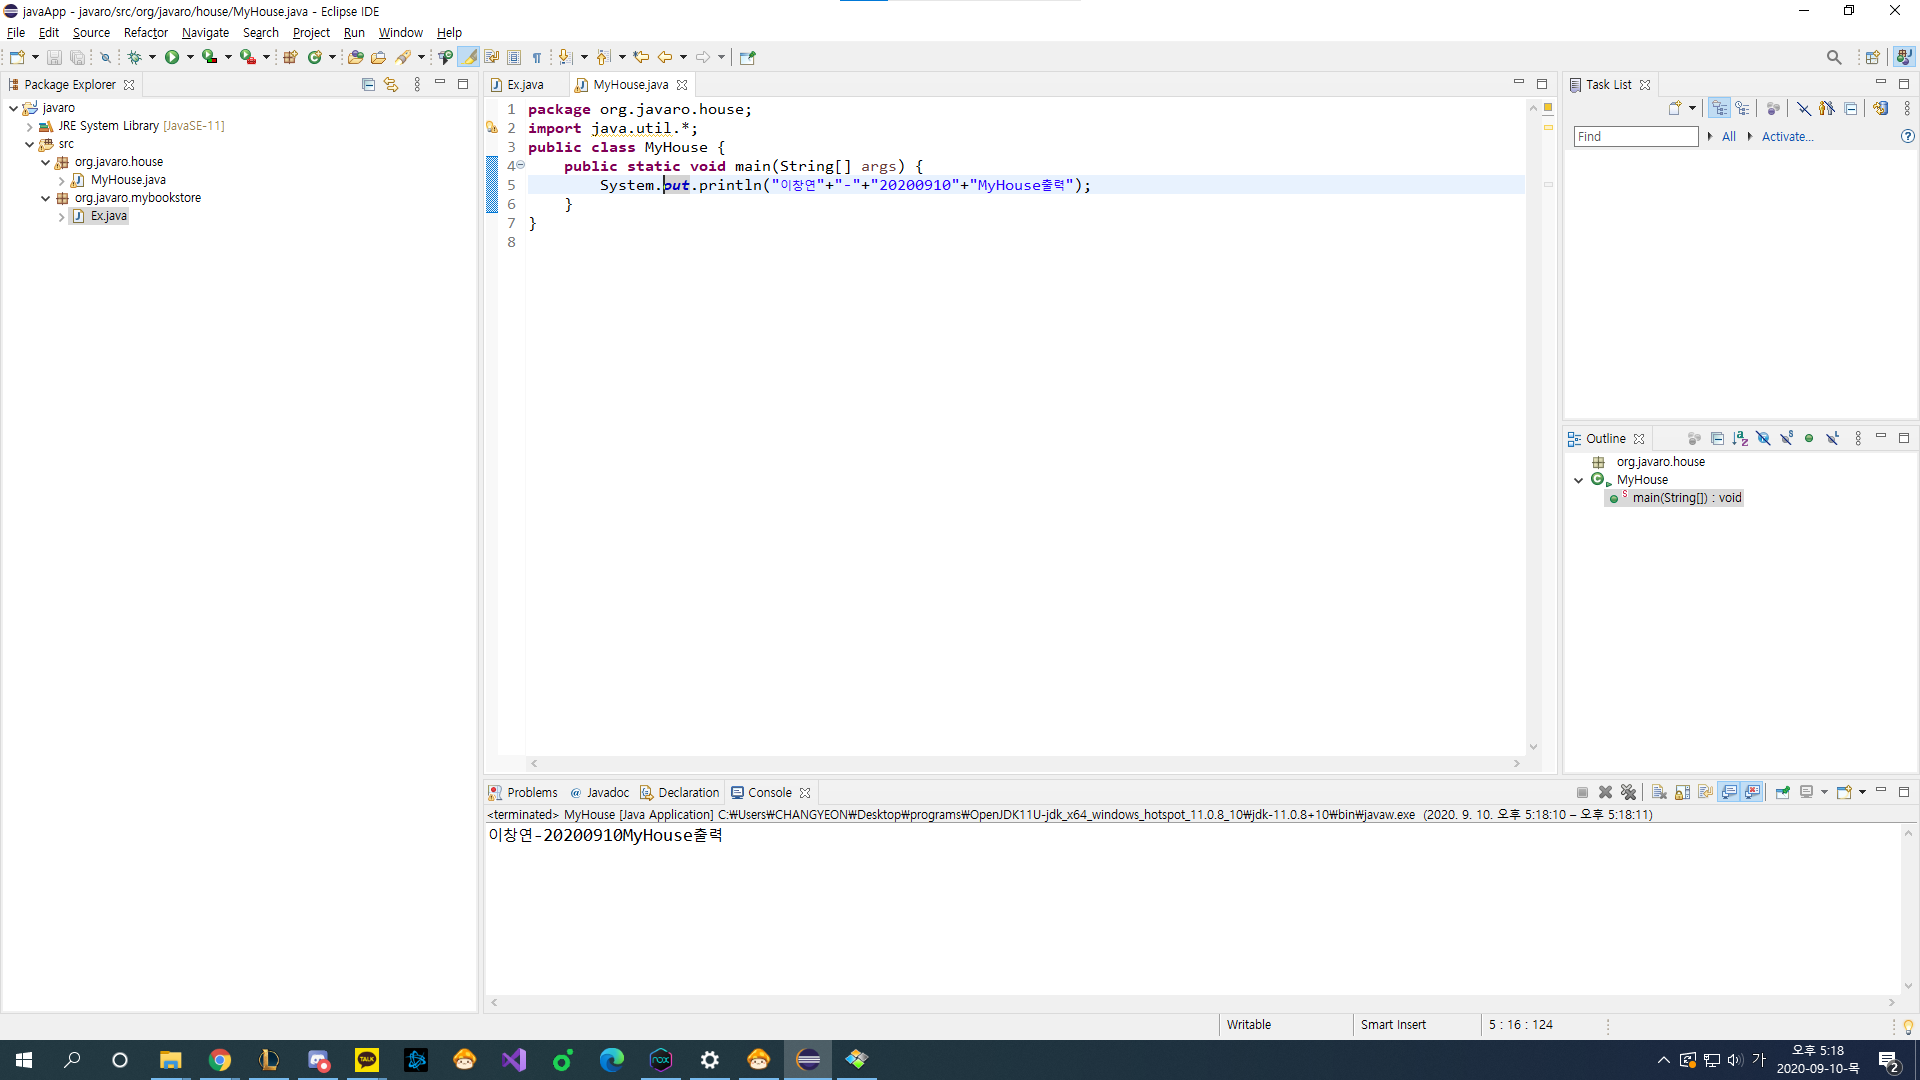 javaApp - javaro/src/org/javaro/house/MyHouse.java - Eclipse IDE
File Edit Source Refactor Navigate Search Project Run Window Help
Package Explorer
javaro
JRE System Library [JavaSE-11]
src
org.javaro.house
MyHouse.java
org.javaro.mybookstore
Ex.java
Ex.java MyHouse.java
1 package org.javaro.house;
2 import java.util.*;
3 public class MyHouse {
4 public static void main(String[] args) {
5 System.out.println("이창연"+"-"+"20200910"+"MyHouse출력");
6 }
7 }
8
Task List
Find All Activate...
Outline
org.javaro.house
MyHouse
main(String[]) : void
Problems Javadoc Declaration Console
<terminated> MyHouse [Java Application] C:₩Users₩CHANGYEON₩Desktop₩programs₩OpenJDK11U-jdk_x64_windows_hotspot_11.0.8_10₩jdk-11.0.8+10₩bin₩javaw.exe (2020. 9. 10. 오후 5:18:10 – 오후 5:18:11)
이창연-20200910MyHouse출력
Writable Smart Insert 5 : 16 : 124
TALK
nox
가
오후 5:18
2020-09-10-목
2